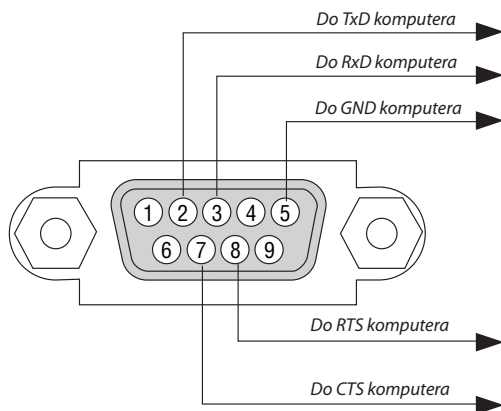 Do TxD komputera
Do RxD komputera
Do GND komputera
1 2 3 4 5
6 7 8 9
Do RTS komputera
Do CTS komputera